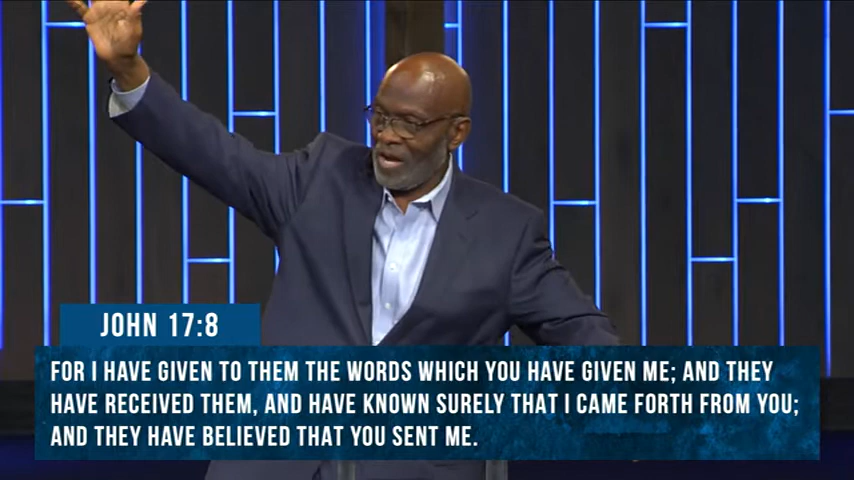 JOHN 17:8
FOR I HAVE GIVEN TO THEM THE WORDS WHICH YOU HAVE GIVEN ME; AND THEY
HAVE RECEIVED THEM, AND HAVE KNOWN SURELY THAT I CAME FORTH FROM YOU;
AND THEY HAVE BELIEVED THAT YOU SENT ME.